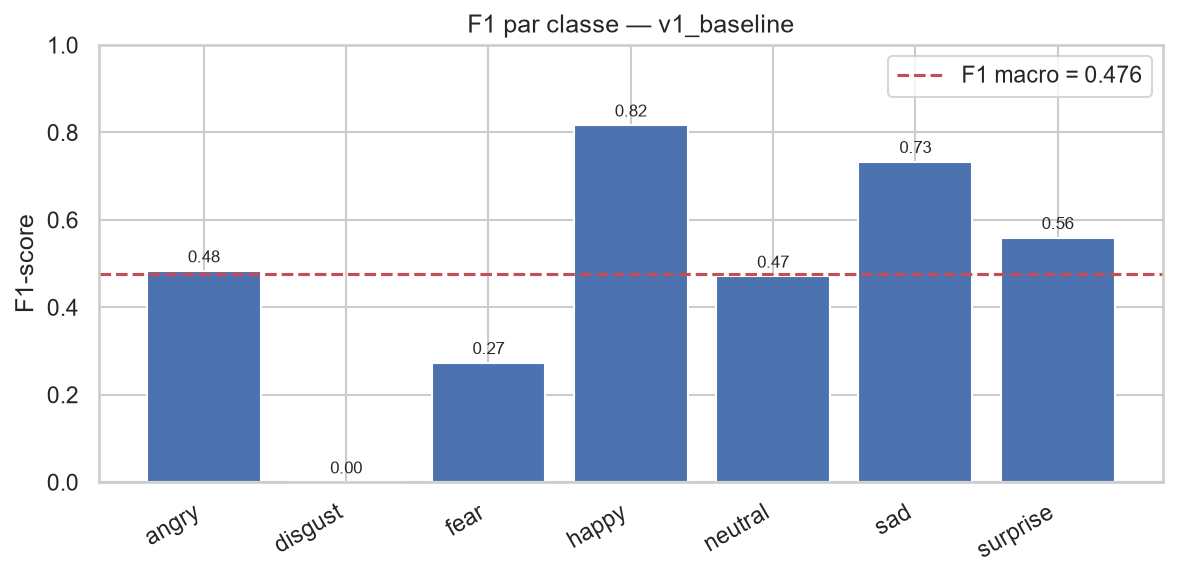 F1 par classe — v1_baseline
F1 macro = 0.476
F1-score
1.0
0.8
0.6
0.4
0.2
0.0
0.48
0.00
0.27
0.82
0.47
0.73
0.56
angry
disgust
fear
happy
neutral
sad
surprise